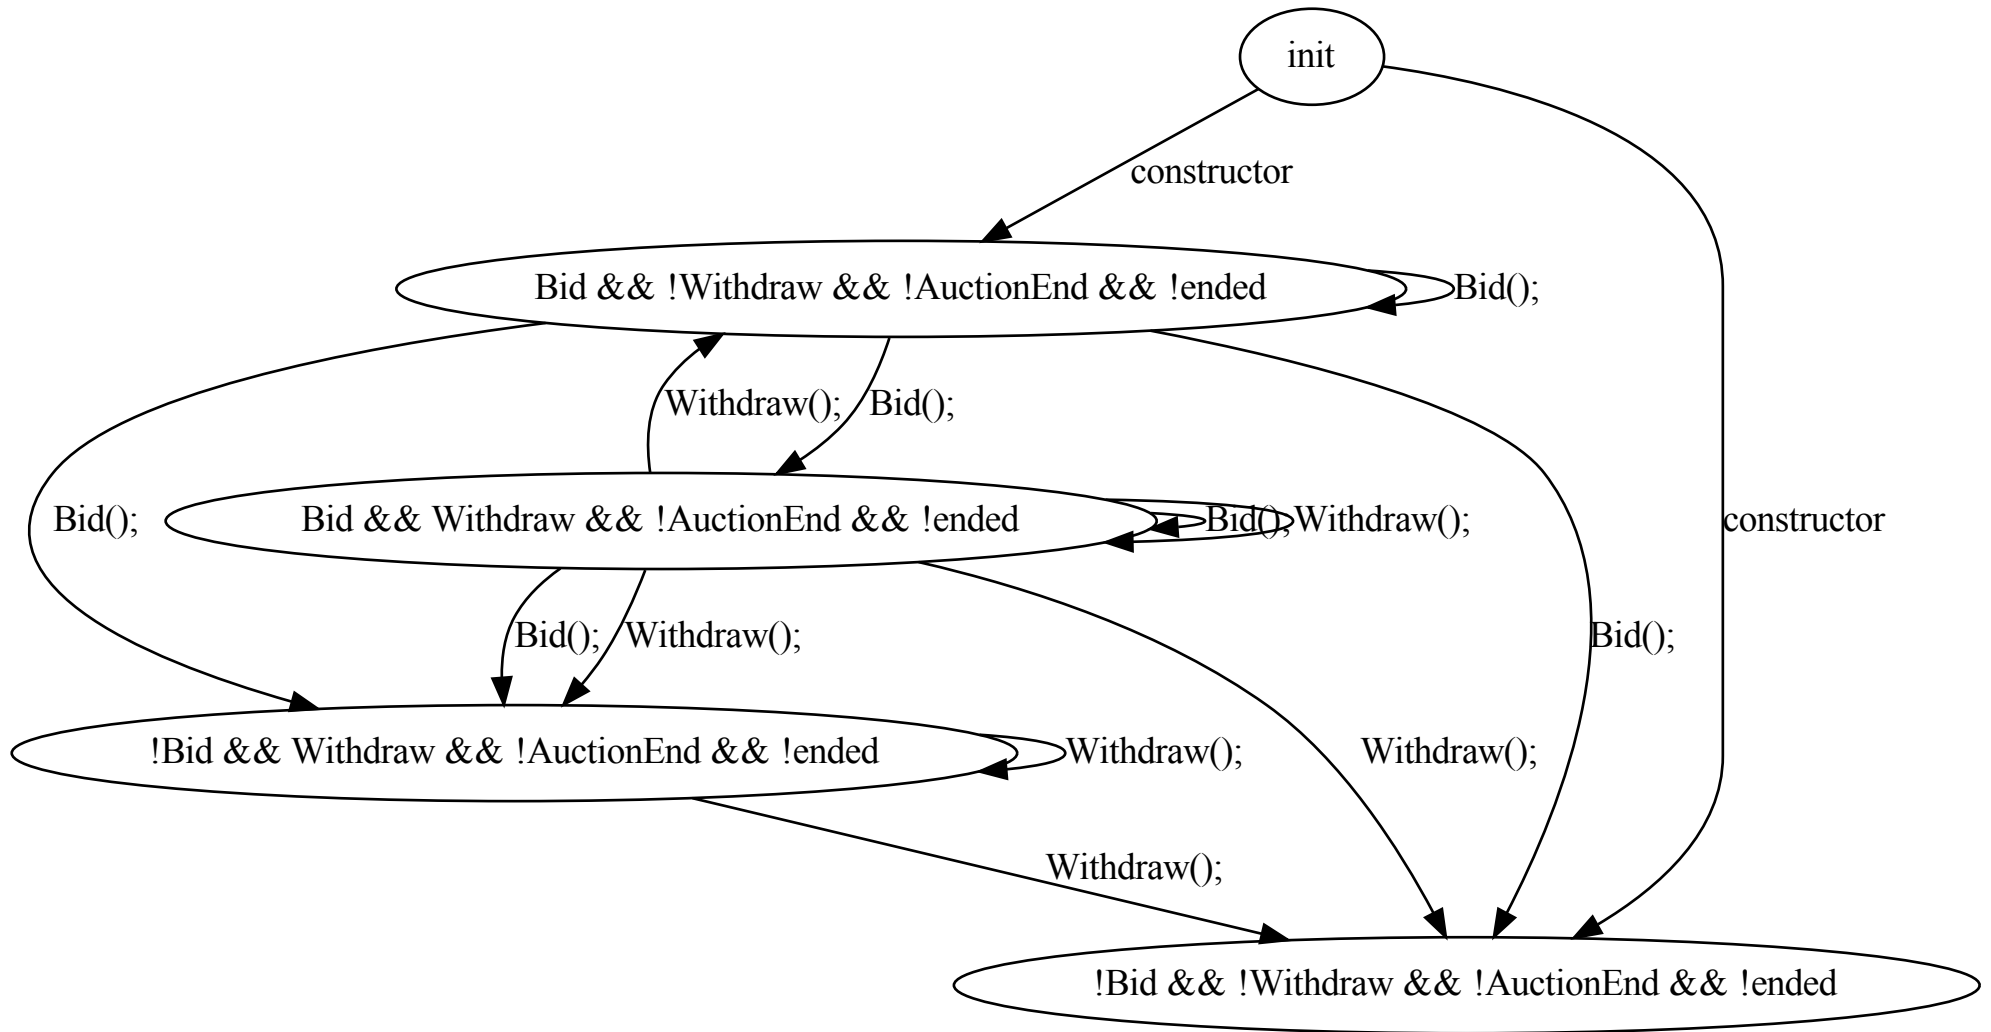 init
constructor
Bid && !Withdraw && !AuctionEnd && !ended
Bid();
Withdraw();
Bid();
Bid();
Bid && Withdraw && !AuctionEnd && !ended
Bid();
Withdraw();
constructor
Bid();
Withdraw();
Bid();
!Bid && Withdraw && !AuctionEnd && !ended
Withdraw();
Withdraw();
Withdraw();
!Bid && !Withdraw && !AuctionEnd && !ended